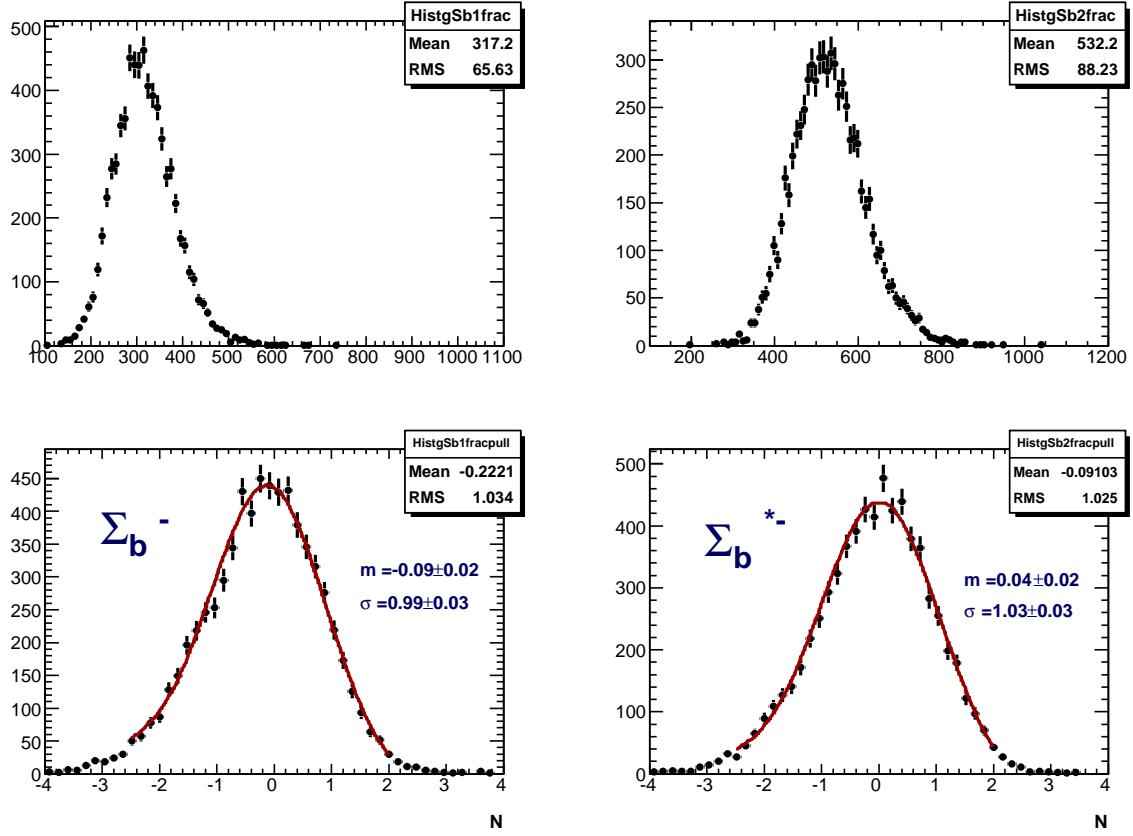 HistgSb1frac
Mean 317.2
RMS 65.63
500
400
300
200
100
0
100 200 300 400 500 600 700 800 900 1000 1100
HistgSb2frac
Mean 532.2
RMS 88.23
300
250
200
150
100
50
0
200 400 600 800 1000 1200
HistgSb1fracpull
Mean -0.2221
RMS 1.034
450
400
350
300
250
200
150
100
50
0
-4 -3 -2 -1 0 1 2 3 4
Σb-
m =-0.09±0.02
σ =0.99±0.03
N
HistgSb2fracpull
Mean -0.09103
RMS 1.025
500
400
300
200
100
0
-4 -3 -2 -1 0 1 2 3 4
Σb*-
m =0.04±0.02
σ =1.03±0.03
N